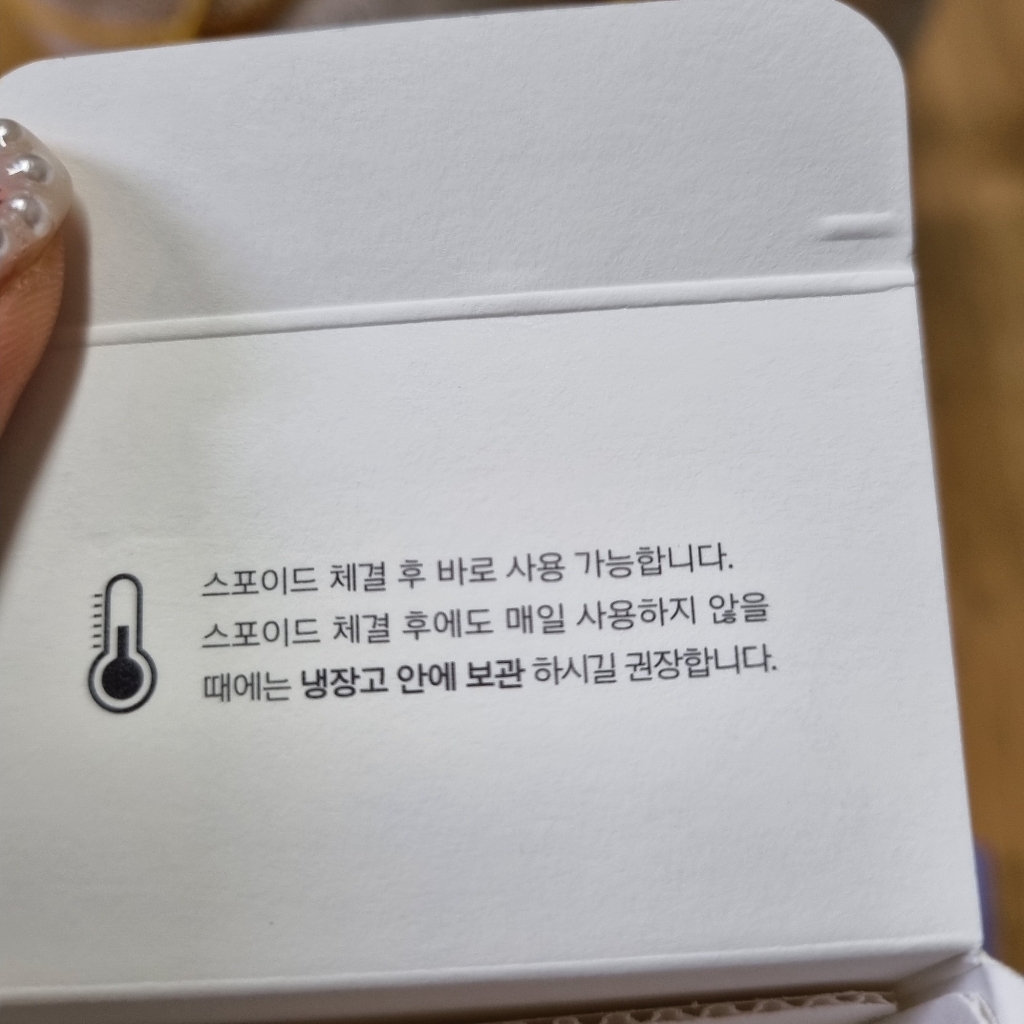 스포이드 체결 후 바로 사용 가능합니다.
스포이드 체결 후에도 매일 사용하지 않을
때에는 냉장고 안에 보관 하시길 권장합니다.